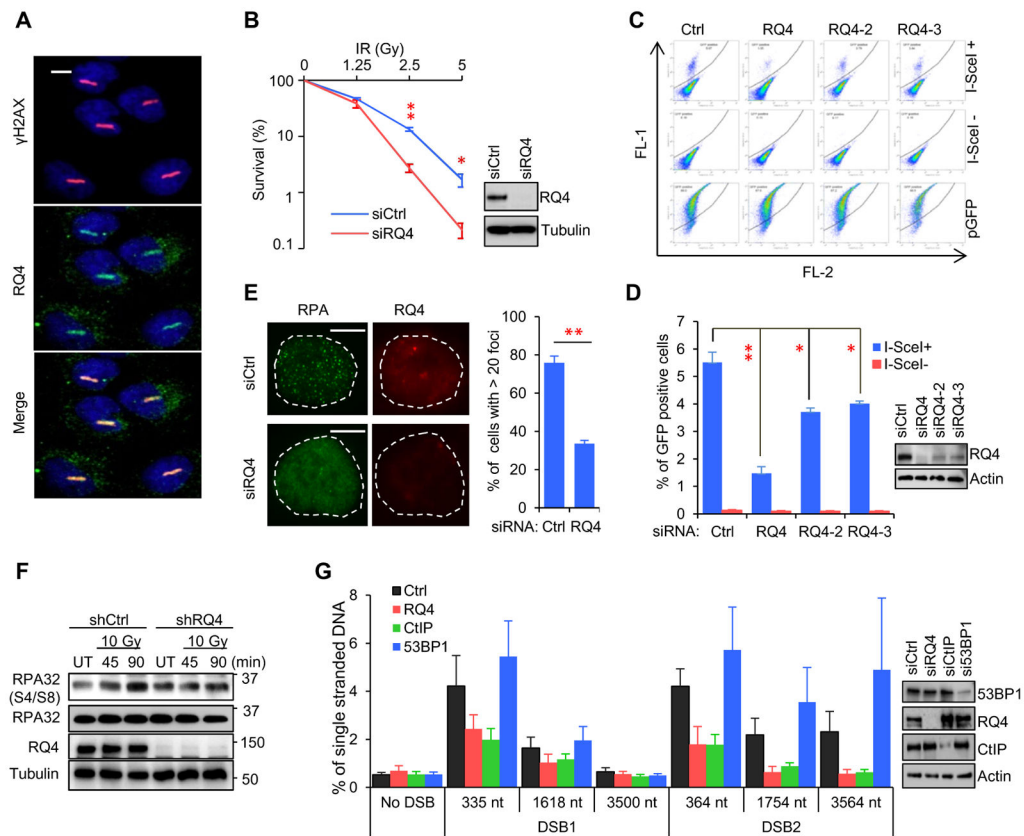 A
γH2AX
RQ4
Merge
B
IR (Gy)
0 1.25 2.5 5
100
10
1
0.1
Survival (%)
**
*
siCtrl
siRQ4
siCtrl siRQ4
RQ4
Tubulin
C
Ctrl RQ4 RQ4-2 RQ4-3
I-SceI +
I-SceI -
pGFP
FL-1
FL-2
D
% of GFP positive cells
7
6
5
4
3
2
1
0
** * *
I-SceI+
I-SceI-
siRNA: Ctrl RQ4 RQ4-2 RQ4-3
siCtrl siRQ4 siRQ4-2 siRQ4-3
RQ4
Actin
E
RPA RQ4
siCtrl
siRQ4
% of cells with > 20 foci
100
80
60
40
20
0
**
siRNA: Ctrl RQ4
F
shCtrl shRQ4
10 Gy 10 Gy
UT 45 90 UT 45 90 (min)
RPA32 (S4/S8) 37
RPA32 37
RQ4 150
Tubulin 50
G
% of single stranded DNA
8
6
4
2
0
Ctrl
RQ4
CtIP
53BP1
No DSB 335 nt 1618 nt 3500 nt 364 nt 1754 nt 3564 nt
DSB1 DSB2
siCtrl siRQ4 siCtIP si53BP1
53BP1
RQ4
CtIP
Actin